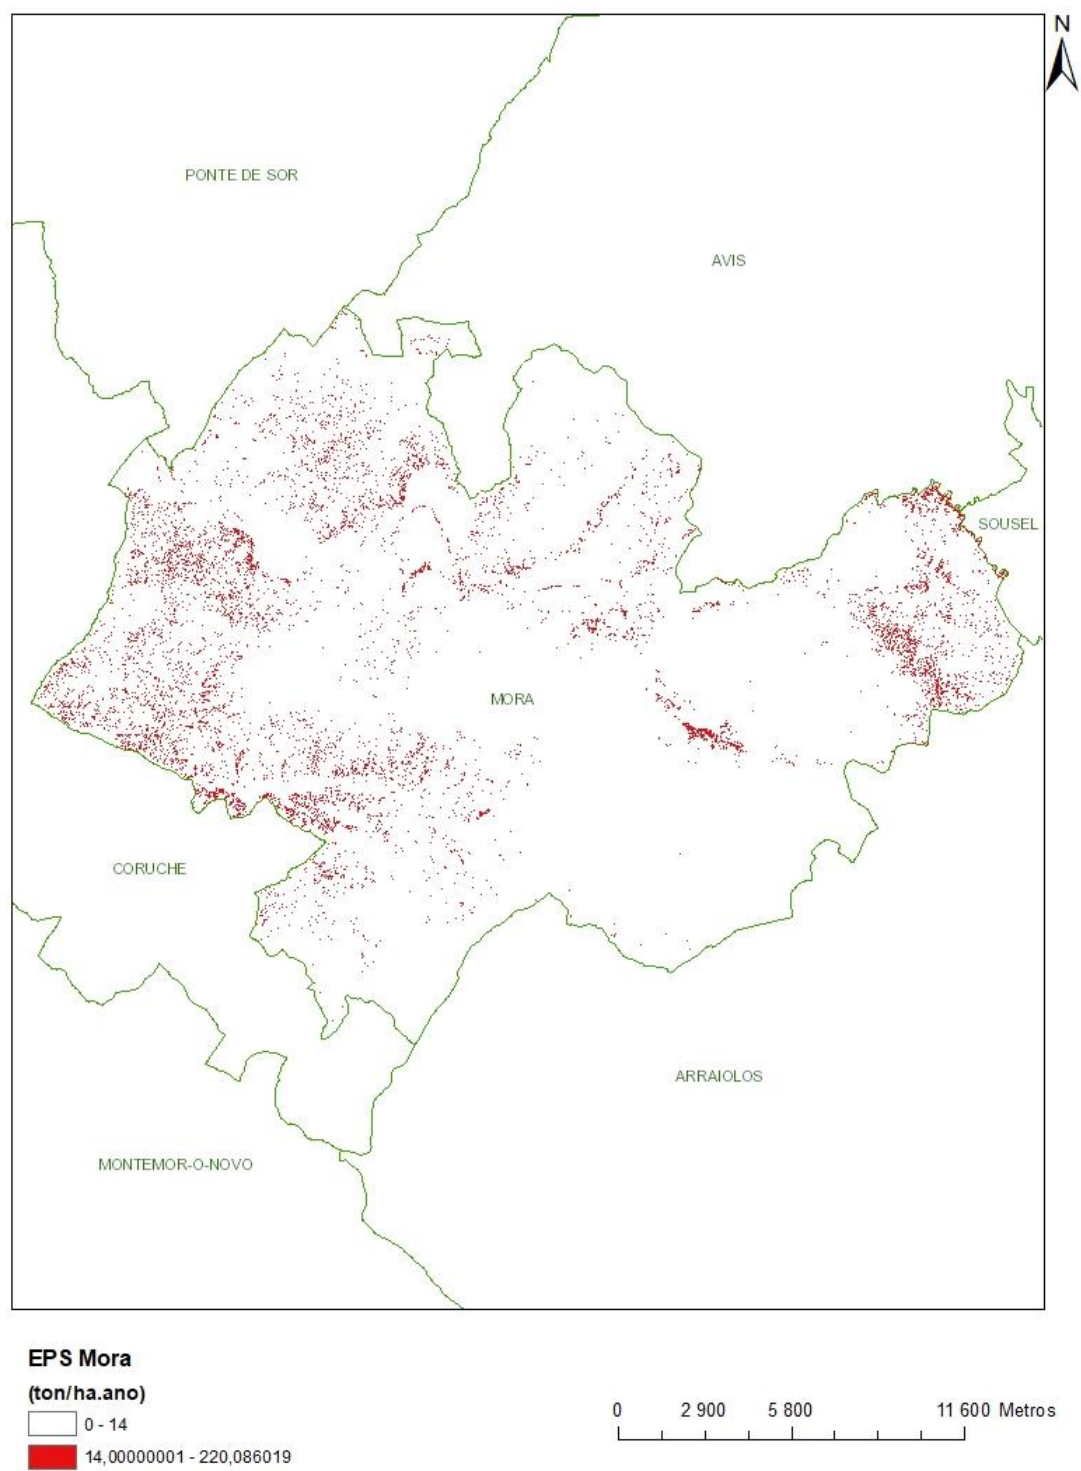 N
PONTE DE SOR
AVIS
SOUSEL
MORA
CORUCHE
ARRAIOLOS
MONTEMOR-O-NOVO
EPS Mora
(ton/ha.ano)
0 - 14
14,00000001 - 220,086019
0 2 900 5 800 11 600 Metros